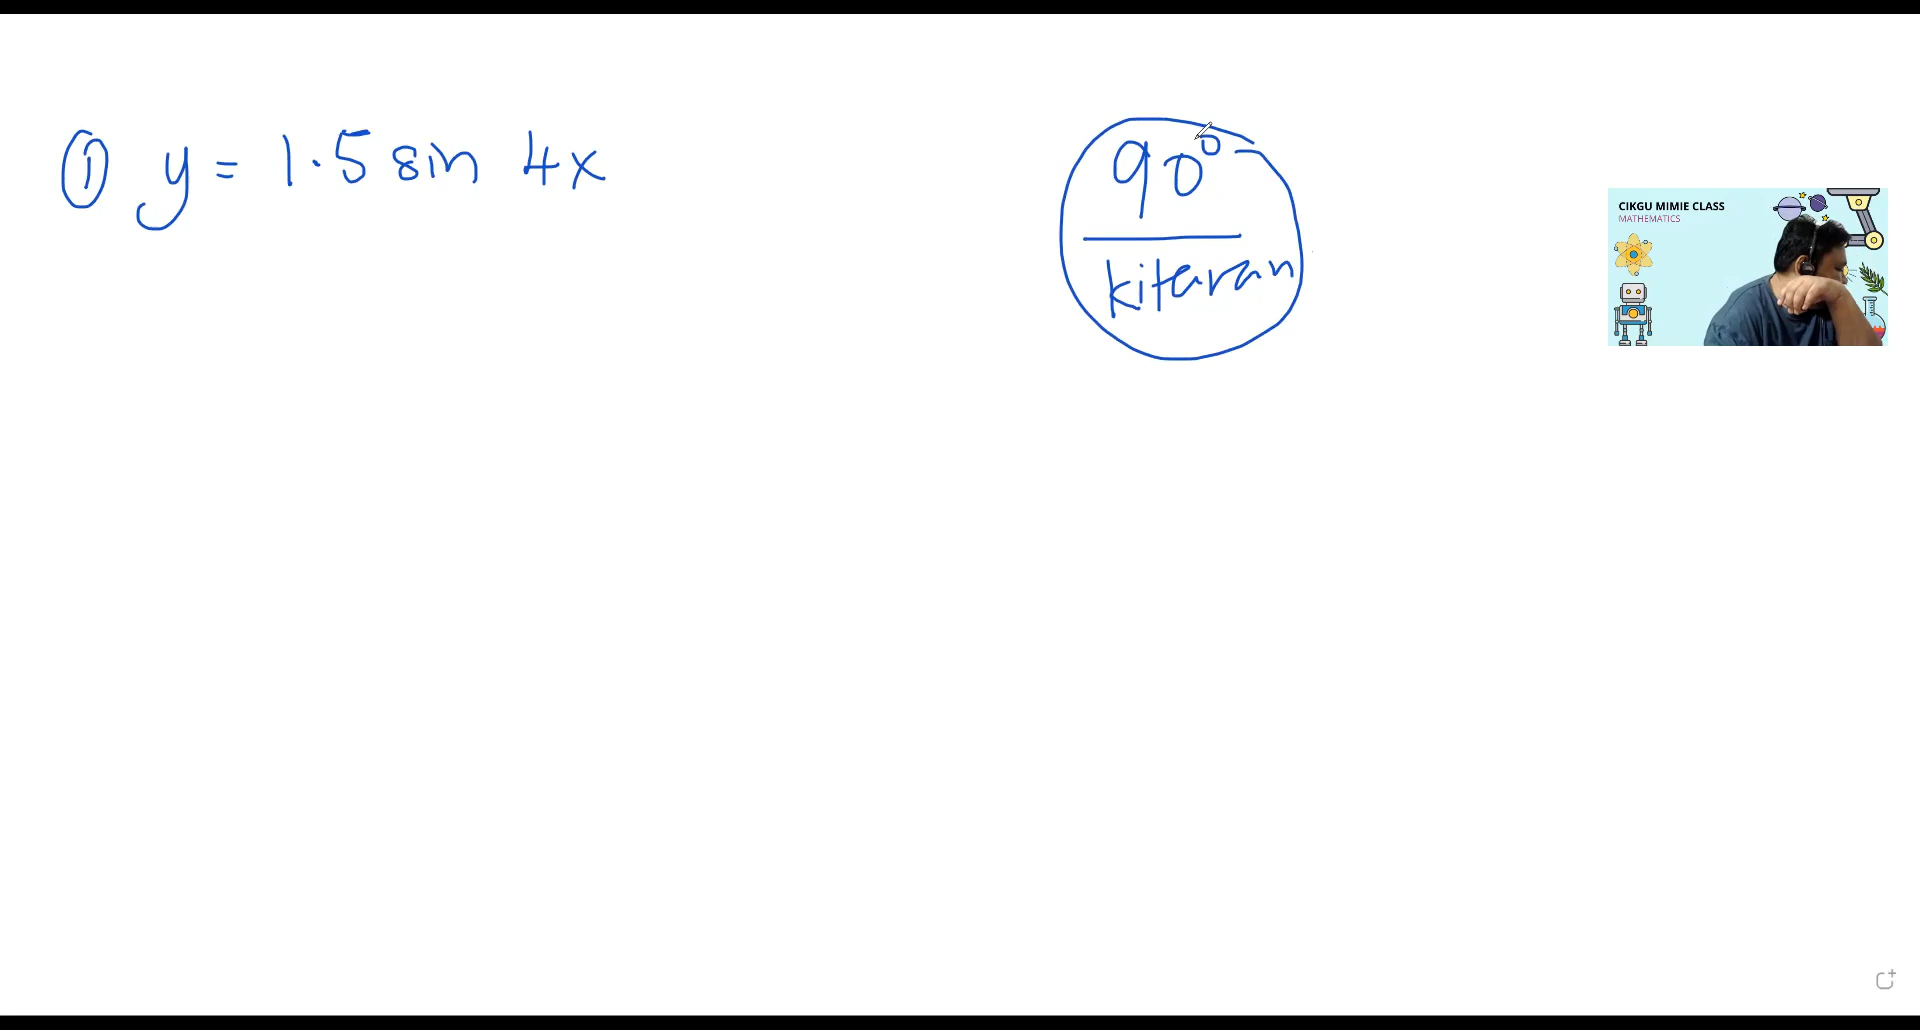 ① y = 1.5 sin 4x
90°
kitaran
CIKGU MIMIE CLASS
MATHEMATICS